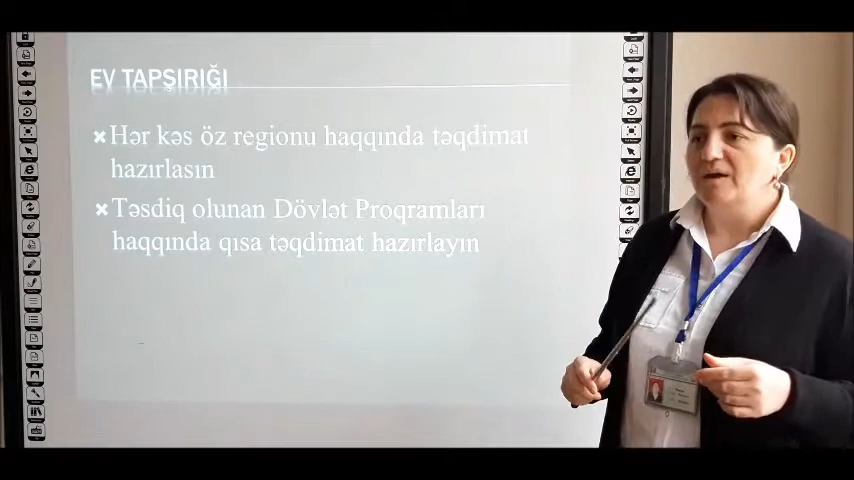 EV TAPŞIRIĞI
Hər kəs öz regionu haqqında təqdimat
hazırlasın
Təsdiq olunan Dövlət Proqramları
haqqında qısa təqdimat hazırlayın